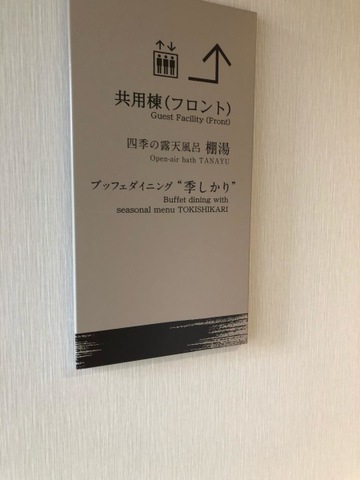 共用棟(フロント)
Guest Facility (Front)
四季の露天風呂 棚湯
Open-air bath TANAYU
ブッフェダイニング "季しかり"
Buffet dining with
seasonal menu TOKISHIKARI